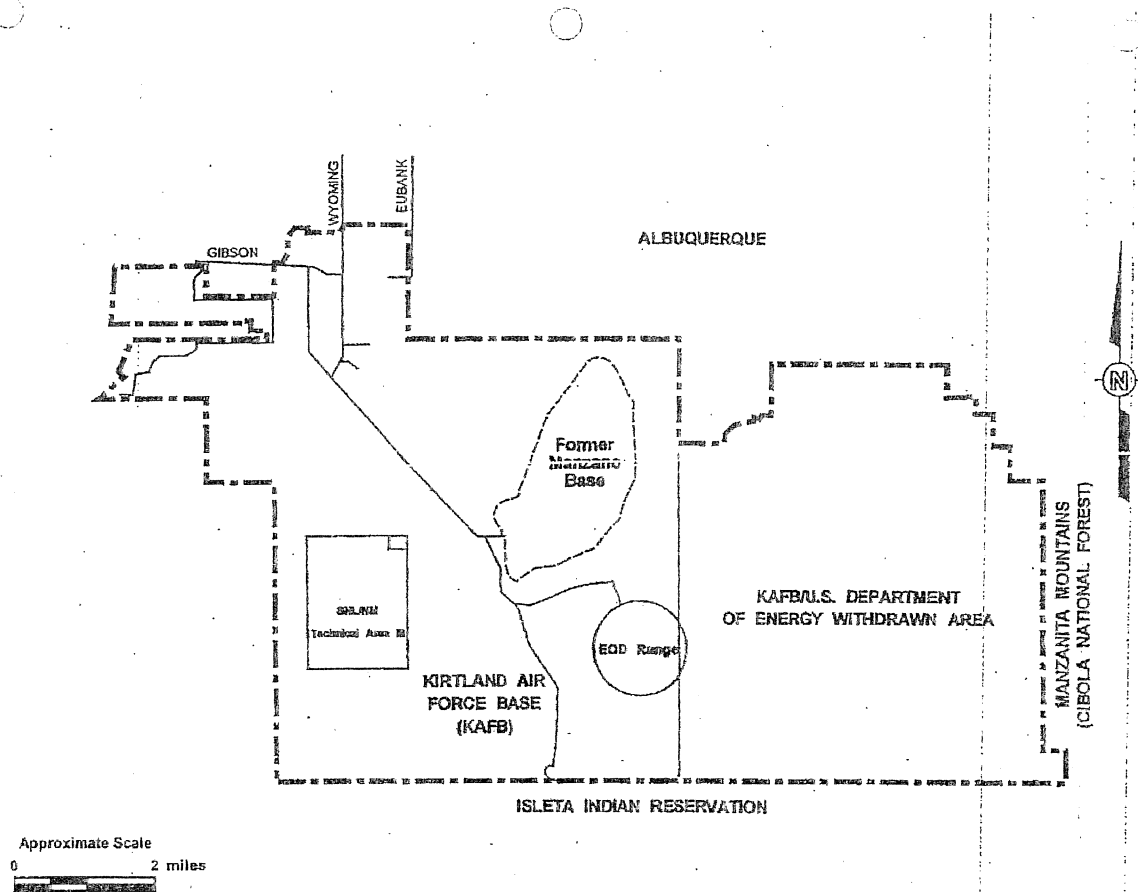 WYOMING
EUBANK
GIBSON
ALBUQUERQUE
N
Former
Manzano
Base
MANZANITA MOUNTAINS
(CIBOLA NATIONAL FOREST)
KAFB/U.S. DEPARTMENT
OF ENERGY WITHDRAWN AREA
SNL/NM
Technical Area III
EOD Range
KIRTLAND AIR
FORCE BASE
(KAFB)
ISLETA INDIAN RESERVATION
Approximate Scale
0 2 miles